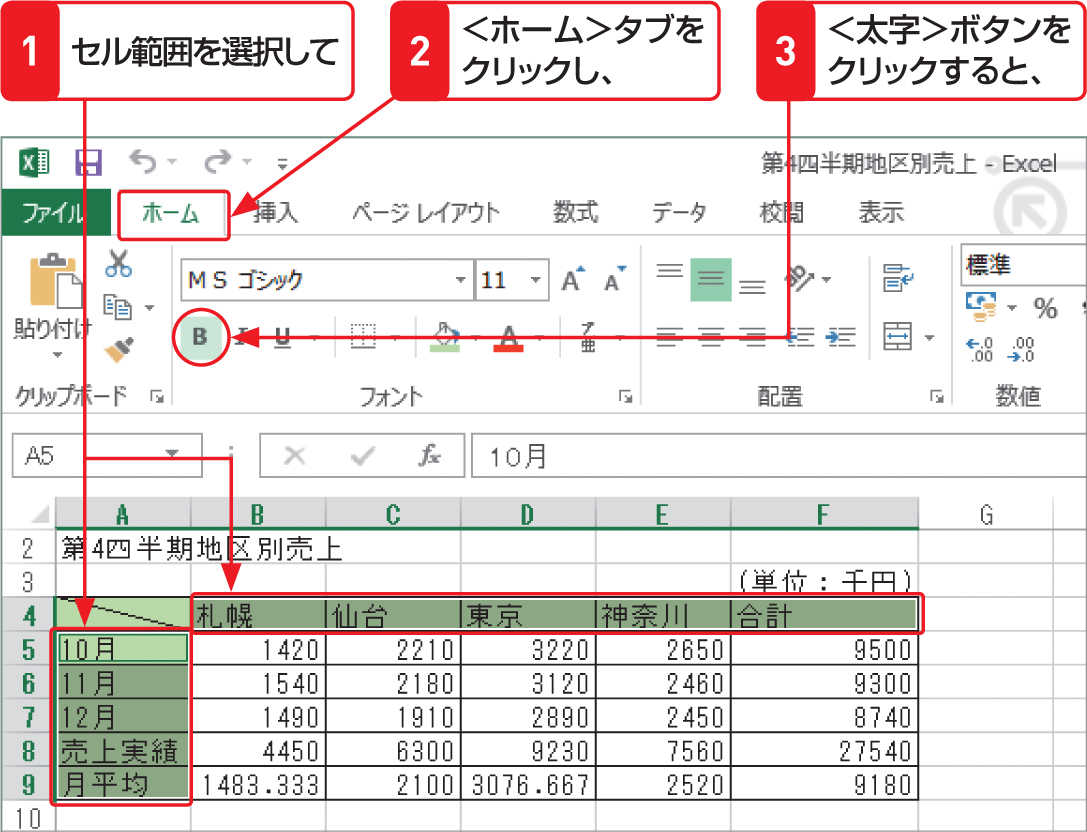 1 セル範囲を選択して
2 <ホーム>タブを
クリックし、
3 <太字>ボタンを
クリックすると、
第4四半期地区別売上 - Excel
ファイル ホーム 挿入 ページ レイアウト 数式 データ 校閲 表示
ＭＳ ゴシック 11 A A 標準
貼り付け
B I U A 亜 %
.0 .00
.00 .0
クリップボード フォント 配置 数値
A5 fx 10月
A B C D E F G
2 第4四半期地区別売上
3 (単位：千円)
4 札幌 仙台 東京 神奈川 合計
5 10月 1420 2210 3220 2650 9500
6 11月 1540 2180 3120 2460 9300
7 12月 1490 1910 2890 2450 8740
8 売上実績 4450 6300 9230 7560 27540
9 月平均 1483.333 2100 3076.667 2520 9180
10